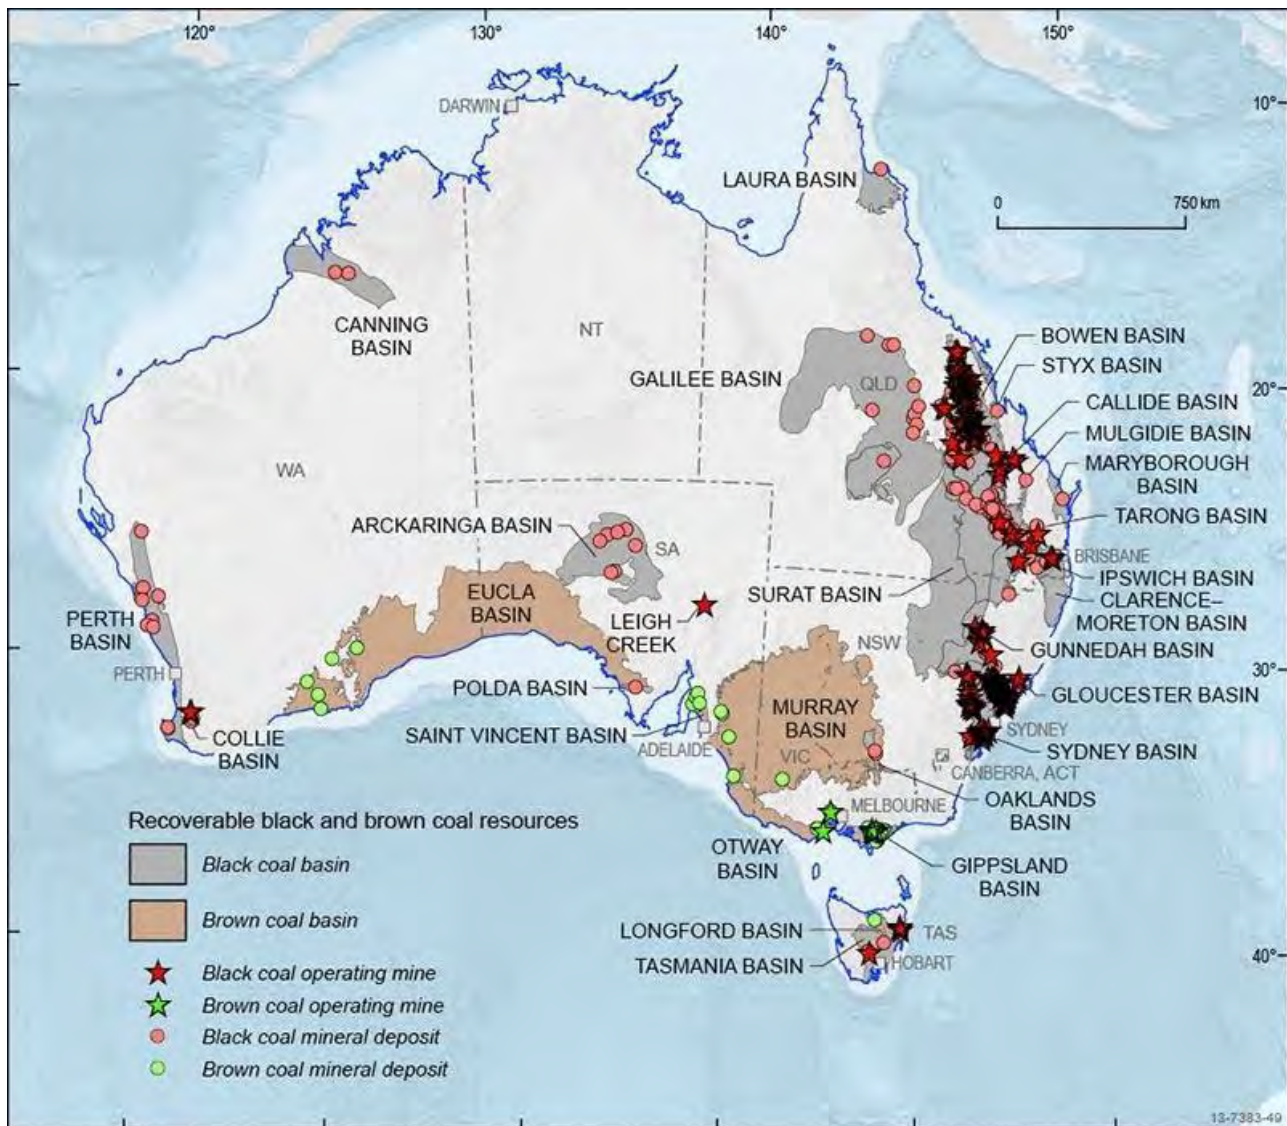 120°
130°
140°
150°
DARWIN
10°
LAURA BASIN
0
750 km
CANNING
BASIN
NT
BOWEN BASIN
STYX BASIN
GALILEE BASIN
QLD
20°
CALLIDE BASIN
MULGIDIE BASIN
MARYBOROUGH
BASIN
WA
ARCKARINGA BASIN
SA
TARONG BASIN
BRISBANE
IPSWICH BASIN
EUCLA
BASIN
SURAT BASIN
CLARENCE–
MORETON BASIN
LEIGH
CREEK
PERTH
BASIN
NSW
GUNNEDAH BASIN
PERTH
30°
POLDA BASIN
GLOUCESTER BASIN
MURRAY
BASIN
SAINT VINCENT BASIN
COLLIE
BASIN
ADELAIDE
SYDNEY
SYDNEY BASIN
VIC
CANBERRA, ACT
OAKLANDS
BASIN
MELBOURNE
OTWAY
BASIN
GIPPSLAND
BASIN
LONGFORD BASIN
TAS
TASMANIA BASIN
HOBART
40°
Recoverable black and brown coal resources
Black coal basin
Brown coal basin
Black coal operating mine
Brown coal operating mine
Black coal mineral deposit
Brown coal mineral deposit
13-7383-49